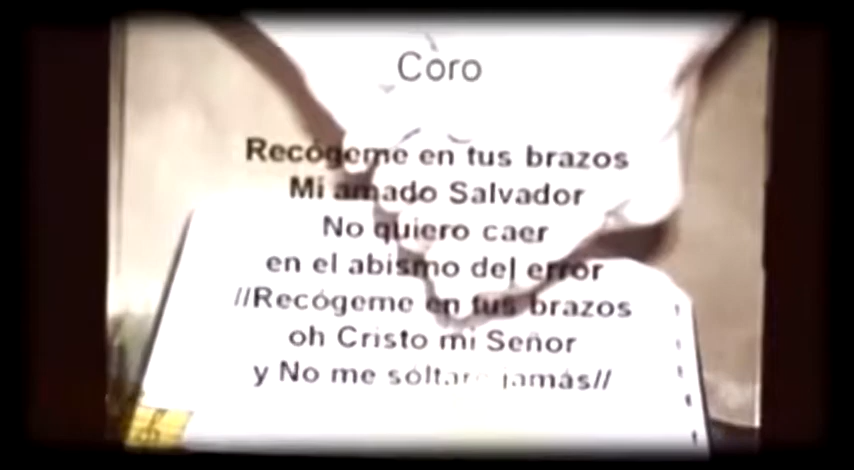 Coro
Recógeme en tus brazos
Mi amado Salvador
No quiero caer
en el abismo del error
//Recógeme en tus brazos
oh Cristo mi Señor
y No me jamás//